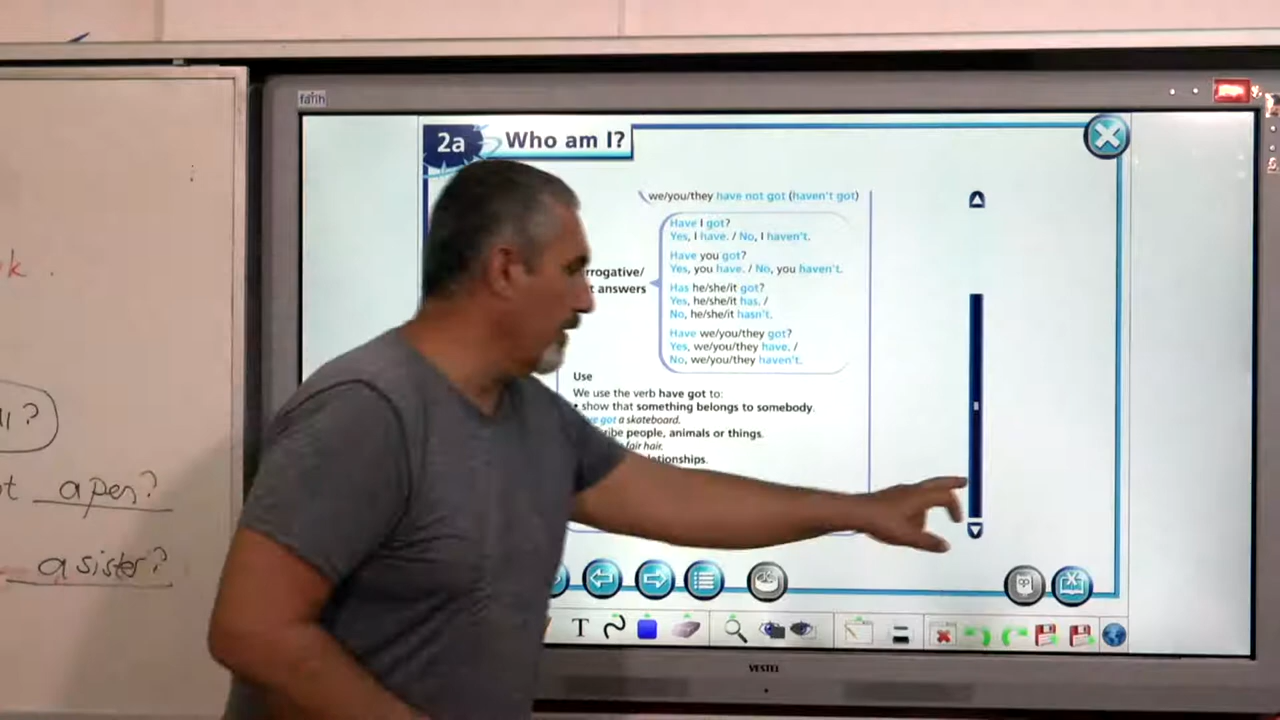 fatih
2a Who am I?
we/you/they have not got (haven't got)
Have I got?
Yes, I have. / No, I haven't.
Have you got?
Yes, you have. / No, you haven't.
rrogative/
t answers
Has he/she/it got?
Yes, he/she/it has. /
No, he/she/it hasn't.
Have we/you/they got?
Yes, we/you/they have. /
No, we/you/they haven't.
Use
We use the verb have got to:
• show that something belongs to somebody.
ve got a skateboard.
ribe people, animals or things.
fair hair.
lationships.
k.
?
t a pen?
a sister?
T
VESTEL